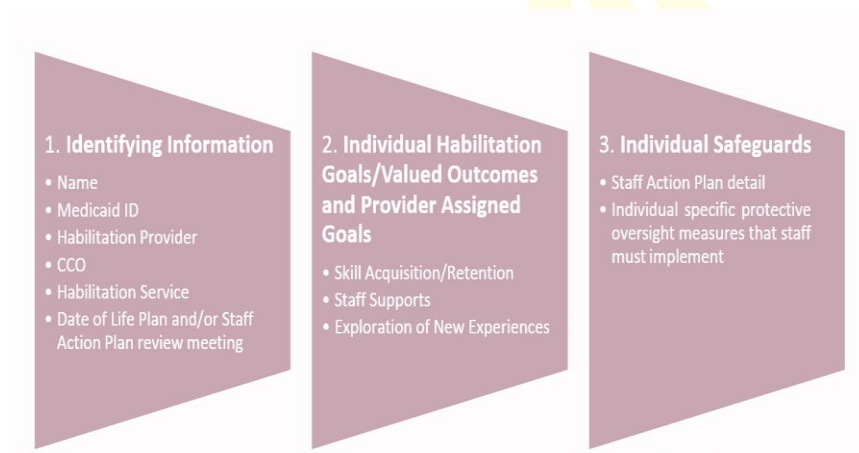 1. Identifying Information
• Name
• Medicaid ID
• Habilitation Provider
• CCO
• Habilitation Service
• Date of Life Plan and/or Staff
Action Plan review meeting
2. Individual Habilitation
Goals/Valued Outcomes
and Provider Assigned
Goals
• Skill Acquisition/Retention
• Staff Supports
• Exploration of New Experiences
3. Individual Safeguards
• Staff Action Plan detail
• Individual specific protective
oversight measures that staff
must implement